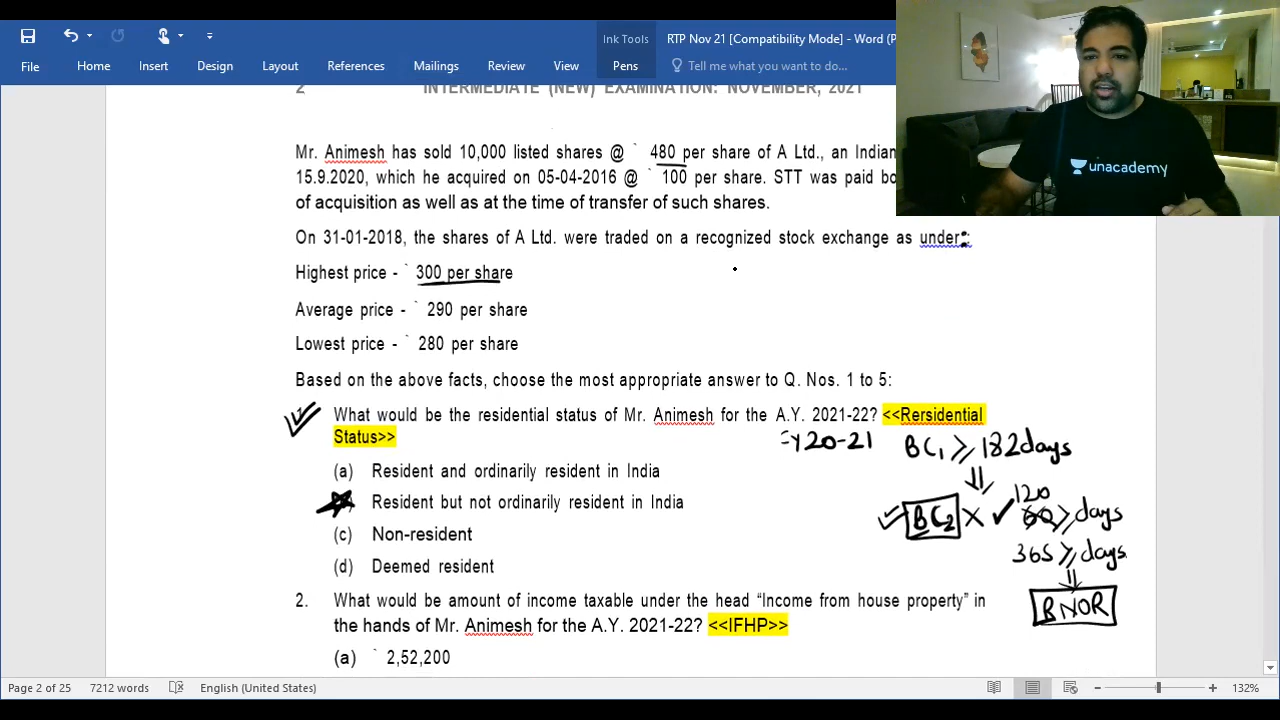 Ink Tools
RTP Nov 21 [Compatibility Mode] - Word (P
File
Home
Insert
Design
Layout
References
Mailings
Review
View
Pens
Tell me what you want to do...
unacademy
2 INTERMEDIATE (NEW) EXAMINATION: NOVEMBER, 2021
Mr. Animesh has sold 10,000 listed shares @ ` 480 per share of A Ltd., an Indian
15.9.2020, which he acquired on 05-04-2016 @ ` 100 per share. STT was paid bo
of acquisition as well as at the time of transfer of such shares.
On 31-01-2018, the shares of A Ltd. were traded on a recognized stock exchange as under:
Highest price - ` 300 per share
Average price - ` 290 per share
Lowest price - ` 280 per share
Based on the above facts, choose the most appropriate answer to Q. Nos. 1 to 5:
What would be the residential status of Mr. Animesh for the A.Y. 2021-22? <<Rersidential
Status>>
FY 20-21
BC1 ≥ 182 days
(a) Resident and ordinarily resident in India
Resident but not ordinarily resident in India
(c) Non-resident
(d) Deemed resident
BC2
120
60 ≥ days
365 ≥ days
RNOR
2. What would be amount of income taxable under the head “Income from house property” in
the hands of Mr. Animesh for the A.Y. 2021-22? <<IFHP>>
(a) ` 2,52,200
Page 2 of 25
7212 words
English (United States)
132%